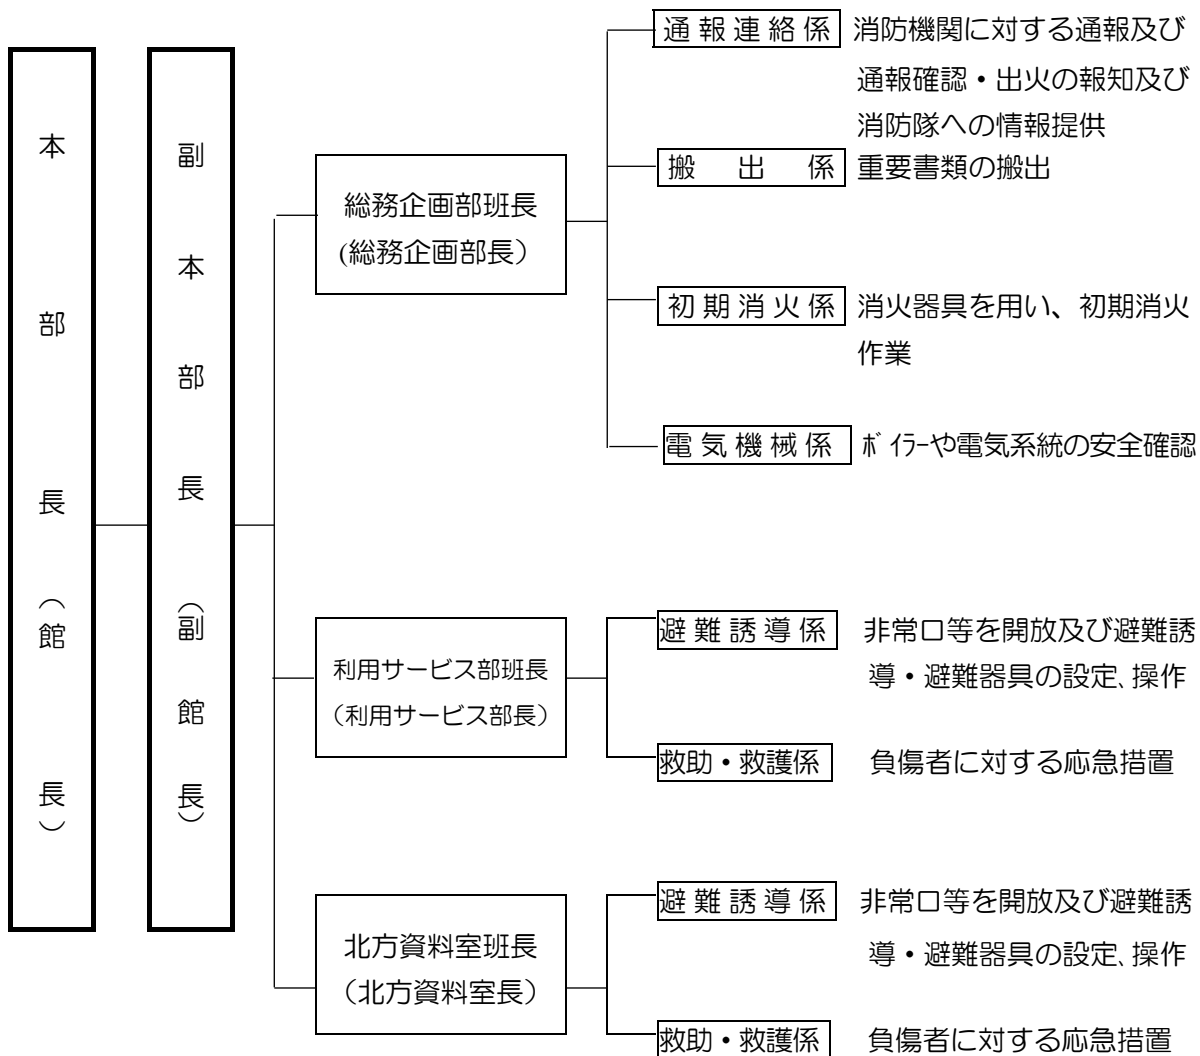 本部長（館長）
副本部長（副館長）
総務企画部班長
(総務企画部長）
通報連絡係 消防機関に対する通報及び
通報確認・出火の報知及び
消防隊への情報提供
搬出係 重要書類の搬出
初期消火係 消火器具を用い、初期消火
作業
電気機械係 ﾎﾞｲﾗｰや電気系統の安全確認
利用サービス部班長
（利用サービス部長）
避難誘導係 非常口等を開放及び避難誘
導・避難器具の設定、操作
救助・救護係 負傷者に対する応急措置
北方資料室班長
（北方資料室長）
避難誘導係 非常口等を開放及び避難誘
導・避難器具の設定、操作
救助・救護係 負傷者に対する応急措置